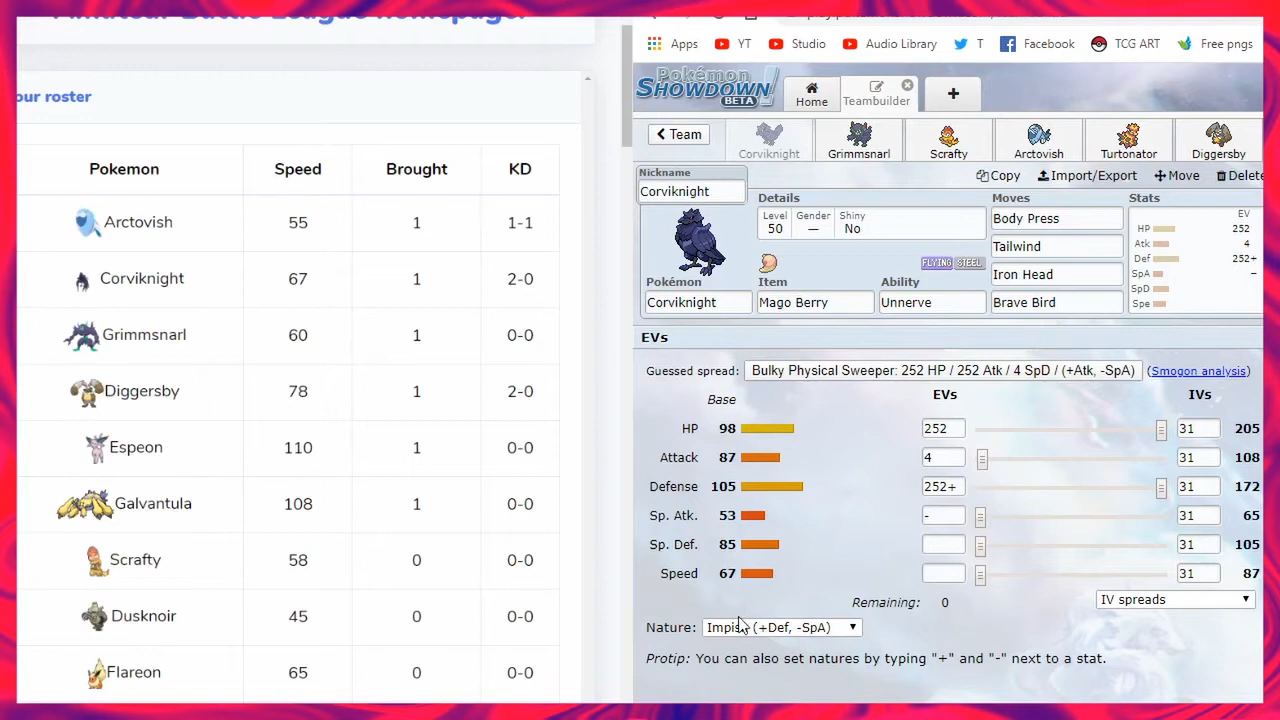 Amateur Battle League homepage!
our roster
Pokemon Speed Brought KD
Arctovish 55 1 1-1
Corviknight 67 1 2-0
Grimmsnarl 60 1 0-0
Diggersby 78 1 2-0
Espeon 110 1 0-0
Galvantula 108 1 0-0
Scrafty 58 0 0-0
Dusknoir 45 0 0-0
Flareon 65 0 0-0
Apps YT Studio Audio Library T Facebook TCG ART Free pngs
Pokémon
SHOWDOWN!
BETA
Home
Teambuilder
+
< Team
Corviknight Grimmsnarl Scrafty Arctovish Turtonator Diggersby
Copy Import/Export Move Delete
Nickname
Corviknight
Details
Level Gender Shiny
50 — No
FLYING STEEL
Pokémon Item Ability
Corviknight Mago Berry Unnerve
Moves
Body Press
Tailwind
Iron Head
Brave Bird
Stats
EV
HP 252
Atk 4
Def 252+
SpA –
SpD
Spe
EVs
Guessed spread: Bulky Physical Sweeper: 252 HP / 252 Atk / 4 SpD / (+Atk, -SpA) (Smogon analysis)
Base EVs IVs
HP 98 252 31 205
Attack 87 4 31 108
Defense 105 252+ 31 172
Sp. Atk. 53 - 31 65
Sp. Def. 85 31 105
Speed 67 31 87
Remaining: 0 IV spreads
Nature: Impish (+Def, -SpA)
Protip: You can also set natures by typing "+" and "-" next to a stat.